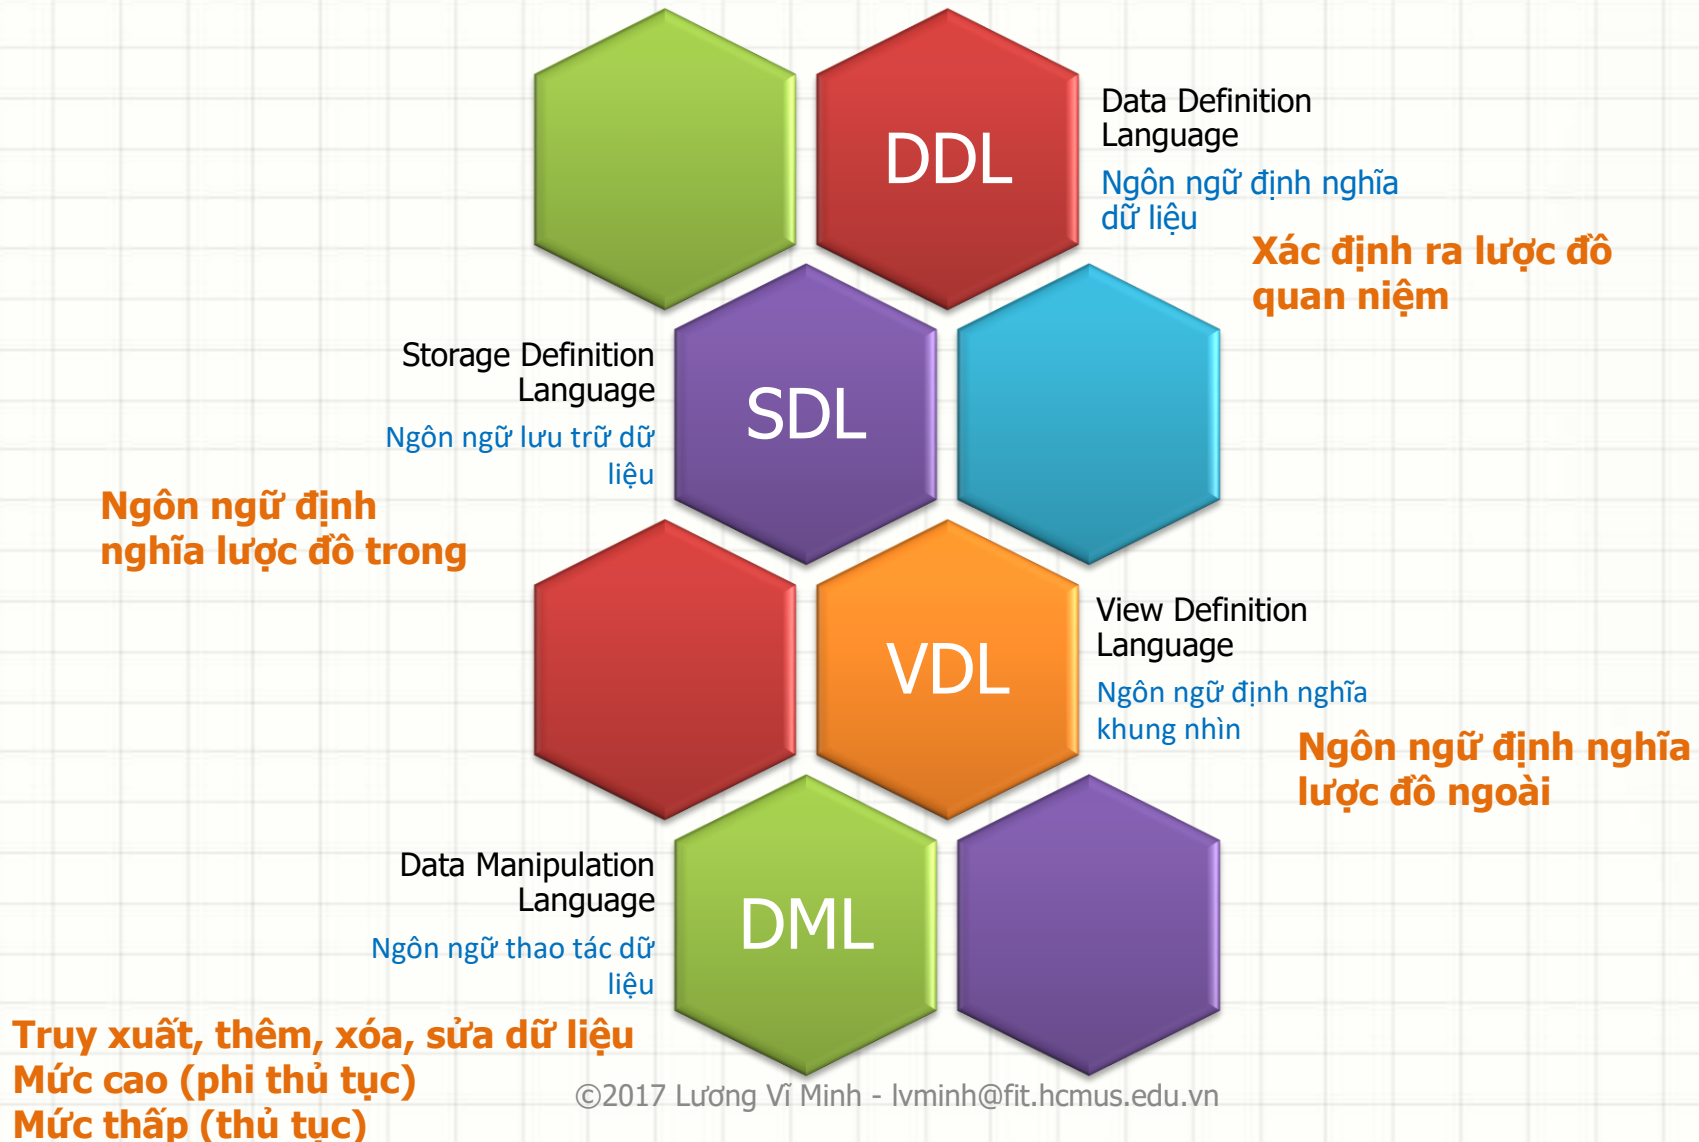 DDL
Data Definition
Language
Ngôn ngữ định nghĩa
dữ liệu
Xác định ra lược đồ
quan niệm
Storage Definition
Language
Ngôn ngữ lưu trữ dữ
liệu
SDL
Ngôn ngữ định
nghĩa lược đồ trong
VDL
View Definition
Language
Ngôn ngữ định nghĩa
khung nhìn
Ngôn ngữ định nghĩa
lược đồ ngoài
Data Manipulation
Language
Ngôn ngữ thao tác dữ
liệu
DML
Truy xuất, thêm, xóa, sửa dữ liệu
Mức cao (phi thủ tục)
Mức thấp (thủ tục)
©2017 Lương Vĩ Minh - lvminh@fit.hcmus.edu.vn